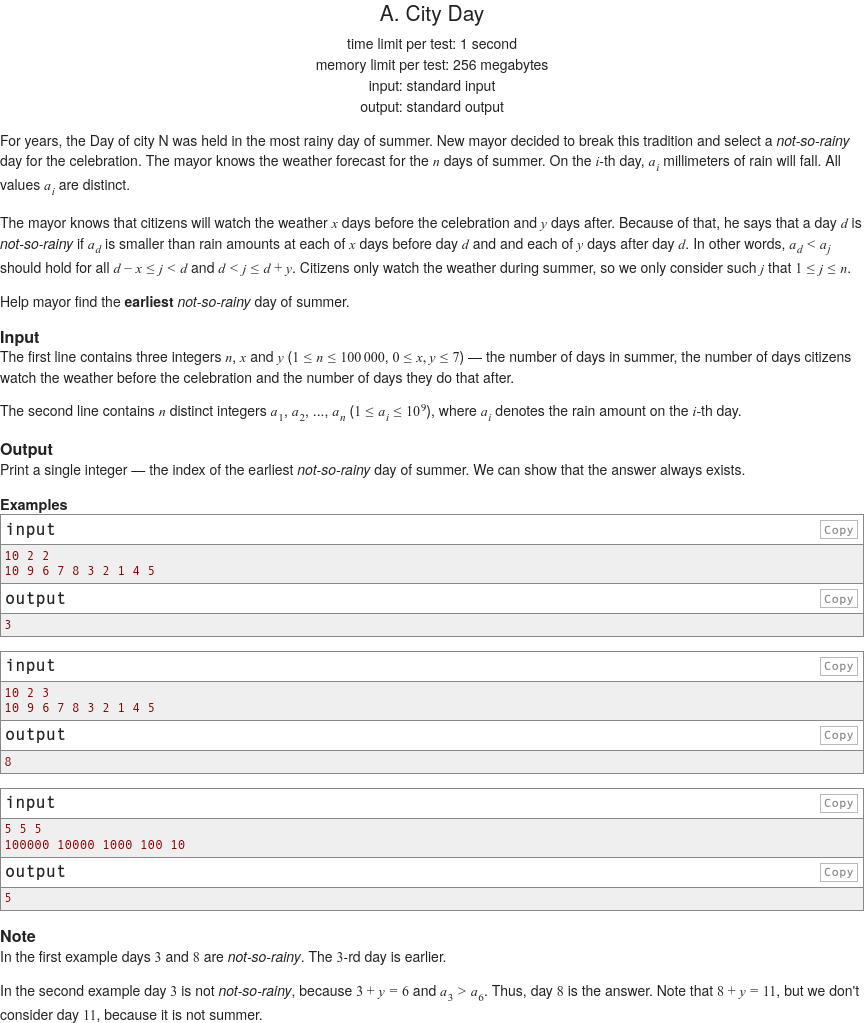 A. City Day
time limit per test: 1 second
memory limit per test: 256 megabytes
input: standard input
output: standard output
For years, the Day of city N was held in the most rainy day of summer. New mayor decided to break this tradition and select a not-so-rainy
day for the celebration. The mayor knows the weather forecast for the n days of summer. On the i-th day, a_i millimeters of rain will fall. All
values a_i are distinct.
The mayor knows that citizens will watch the weather x days before the celebration and y days after. Because of that, he says that a day d is
not-so-rainy if a_d is smaller than rain amounts at each of x days before day d and and each of y days after day d. In other words, a_d < a_j
should hold for all d − x ≤ j < d and d < j ≤ d + y. Citizens only watch the weather during summer, so we only consider such j that 1 ≤ j ≤ n.
Help mayor find the earliest not-so-rainy day of summer.
Input
The first line contains three integers n, x and y (1 ≤ n ≤ 100 000, 0 ≤ x, y ≤ 7) — the number of days in summer, the number of days citizens
watch the weather before the celebration and the number of days they do that after.
The second line contains n distinct integers a_1, a_2, ..., a_n (1 ≤ a_i ≤ 10^9), where a_i denotes the rain amount on the i-th day.
Output
Print a single integer — the index of the earliest not-so-rainy day of summer. We can show that the answer always exists.
Examples
input Copy
10 2 2
10 9 6 7 8 3 2 1 4 5
output Copy
3
input Copy
10 2 3
10 9 6 7 8 3 2 1 4 5
output Copy
8
input Copy
5 5 5
100000 10000 1000 100 10
output Copy
5
Note
In the first example days 3 and 8 are not-so-rainy. The 3-rd day is earlier.
In the second example day 3 is not not-so-rainy, because 3 + y = 6 and a_3 > a_6. Thus, day 8 is the answer. Note that 8 + y = 11, but we don't
consider day 11, because it is not summer.